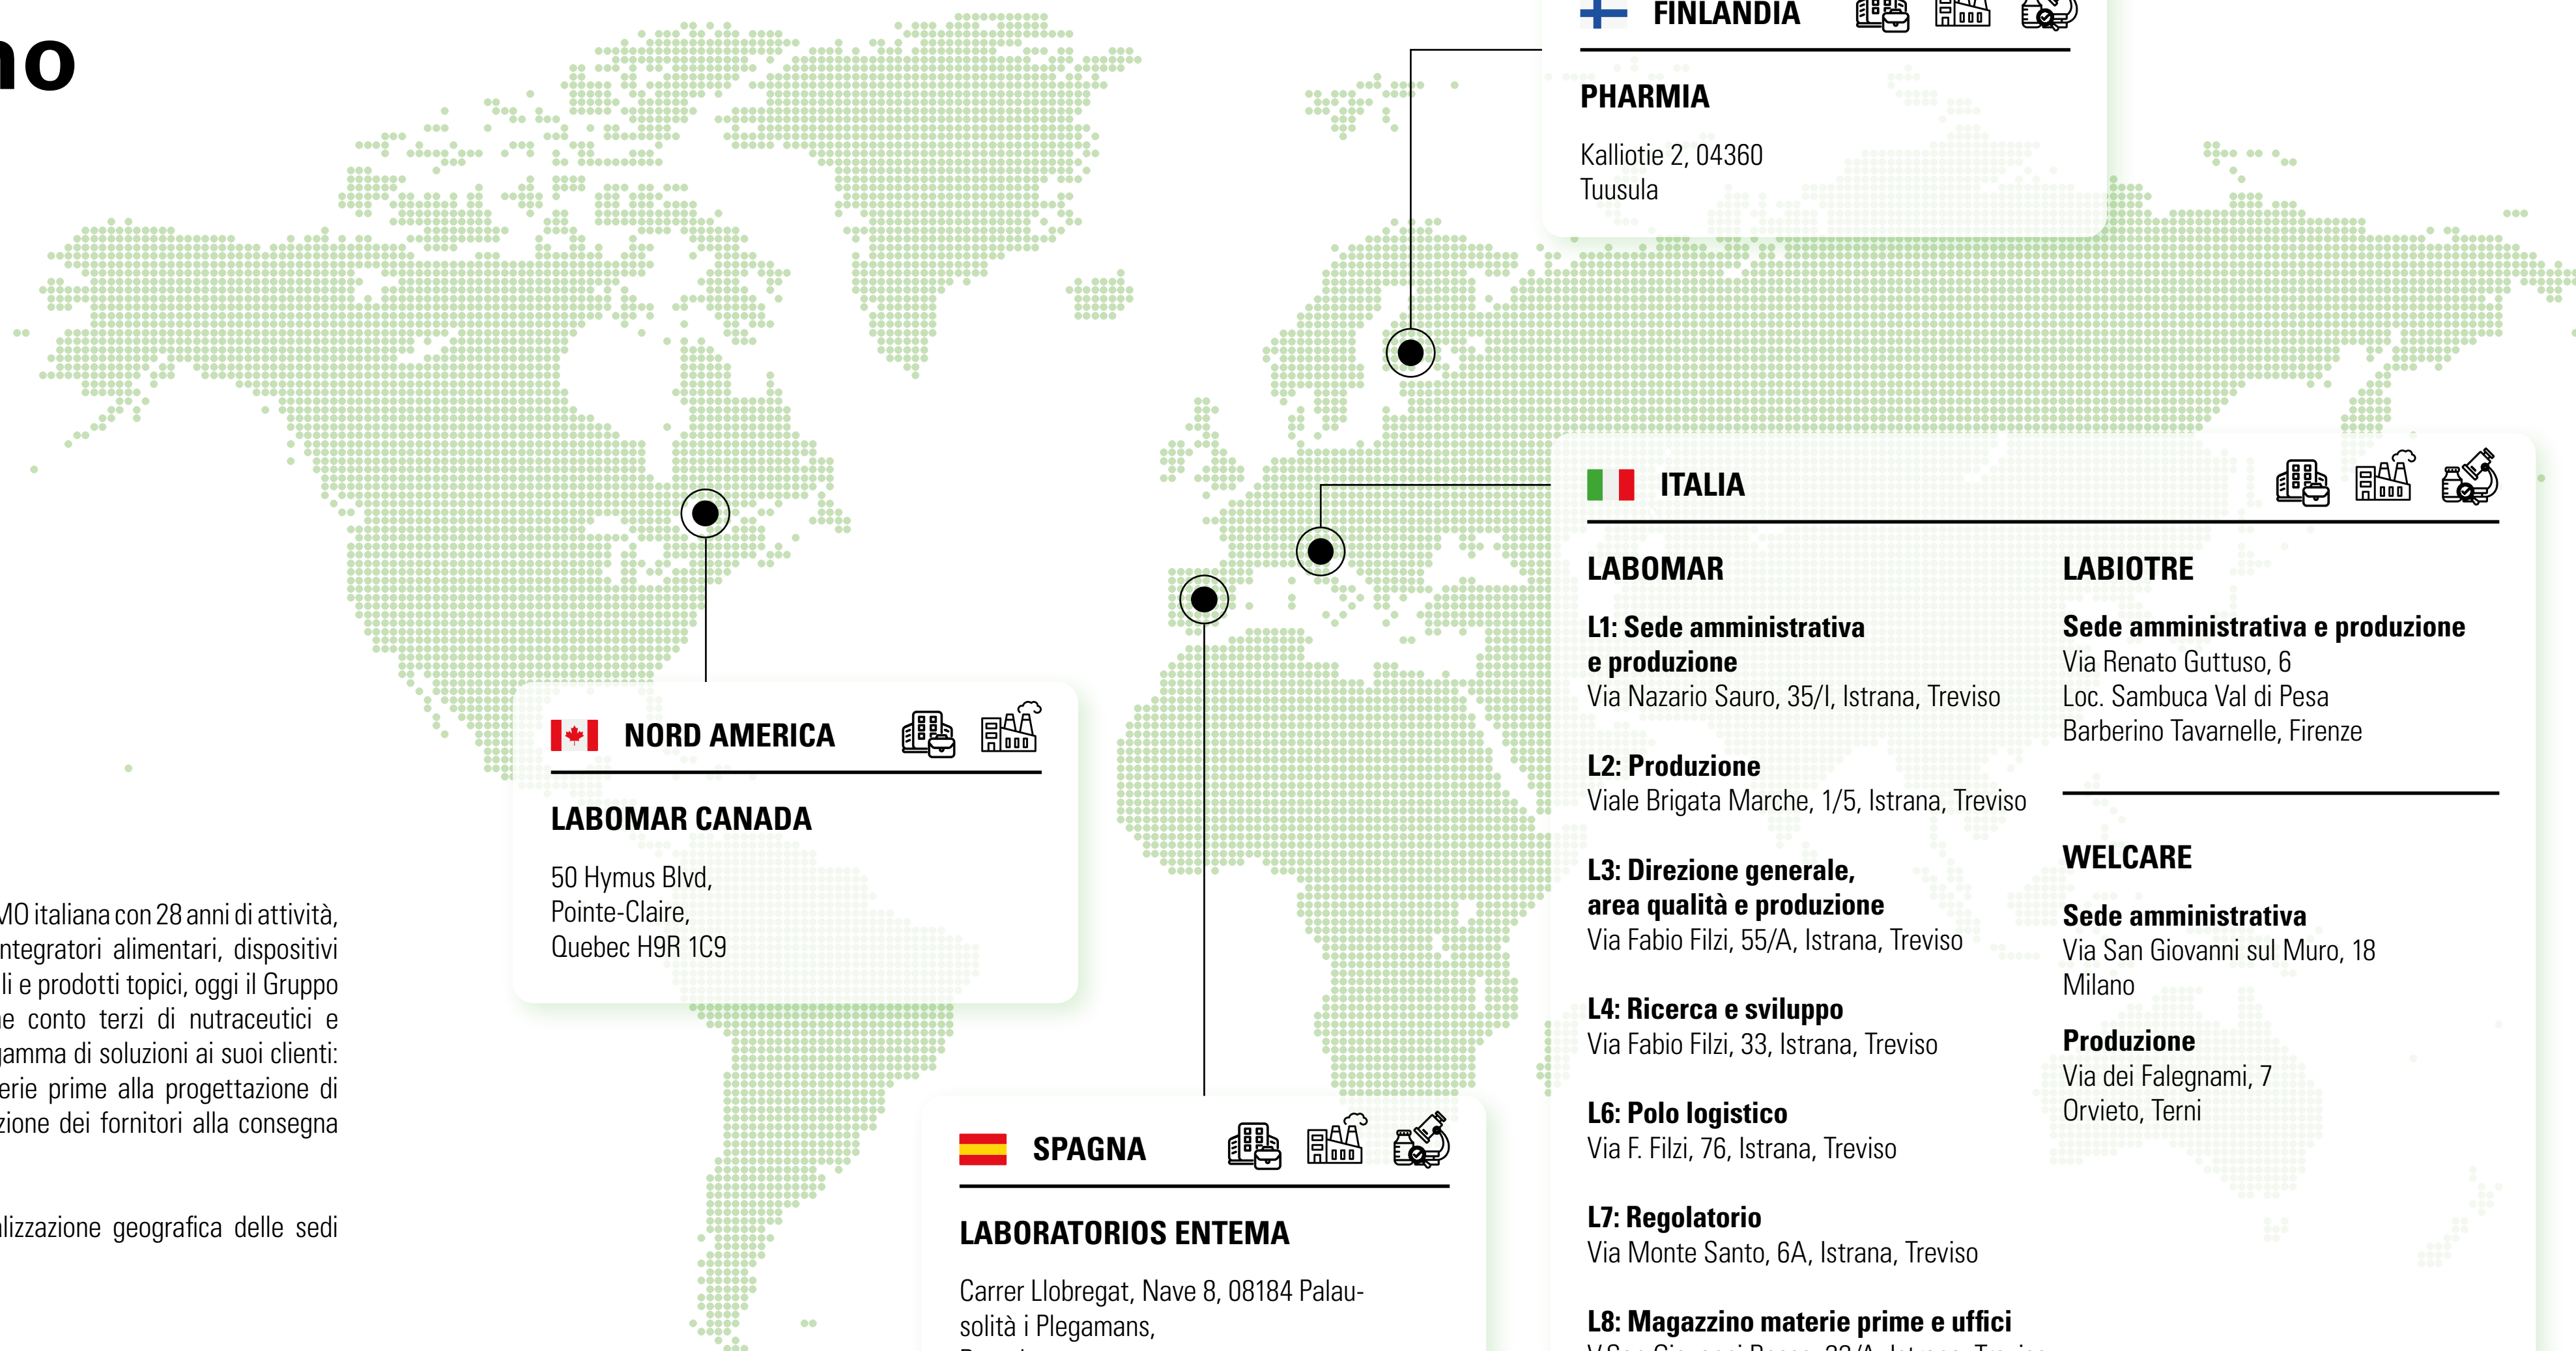 no
FINLANDIA
PHARMIA
Kalliotie 2, 04360
Tuusula
ITALIA
LABOMAR
L1: Sede amministrativa
e produzione
Via Nazario Sauro, 35/I, Istrana, Treviso
L2: Produzione
Viale Brigata Marche, 1/5, Istrana, Treviso
L3: Direzione generale,
area qualità e produzione
Via Fabio Filzi, 55/A, Istrana, Treviso
L4: Ricerca e sviluppo
Via Fabio Filzi, 33, Istrana, Treviso
L6: Polo logistico
Via F. Filzi, 76, Istrana, Treviso
L7: Regolatorio
Via Monte Santo, 6A, Istrana, Treviso
L8: Magazzino materie prime e uffici
LABIOTRE
Sede amministrativa e produzione
Via Renato Guttuso, 6
Loc. Sambuca Val di Pesa
Barberino Tavarnelle, Firenze
WELCARE
Sede amministrativa
Via San Giovanni sul Muro, 18
Milano
Produzione
Via dei Falegnami, 7
Orvieto, Terni
NORD AMERICA
LABOMAR CANADA
50 Hymus Blvd,
Pointe-Claire,
Quebec H9R 1C9
SPAGNA
LABORATORIOS ENTEMA
Carrer Llobregat, Nave 8, 08184 Palau-
solità i Plegamans,
MO italiana con 28 anni di attività,
integratori alimentari, dispositivi
li e prodotti topici, oggi il Gruppo
e conto terzi di nutraceutici e
gamma di soluzioni ai suoi clienti:
erie prime alla progettazione di
zione dei fornitori alla consegna
lizzazione geografica delle sedi